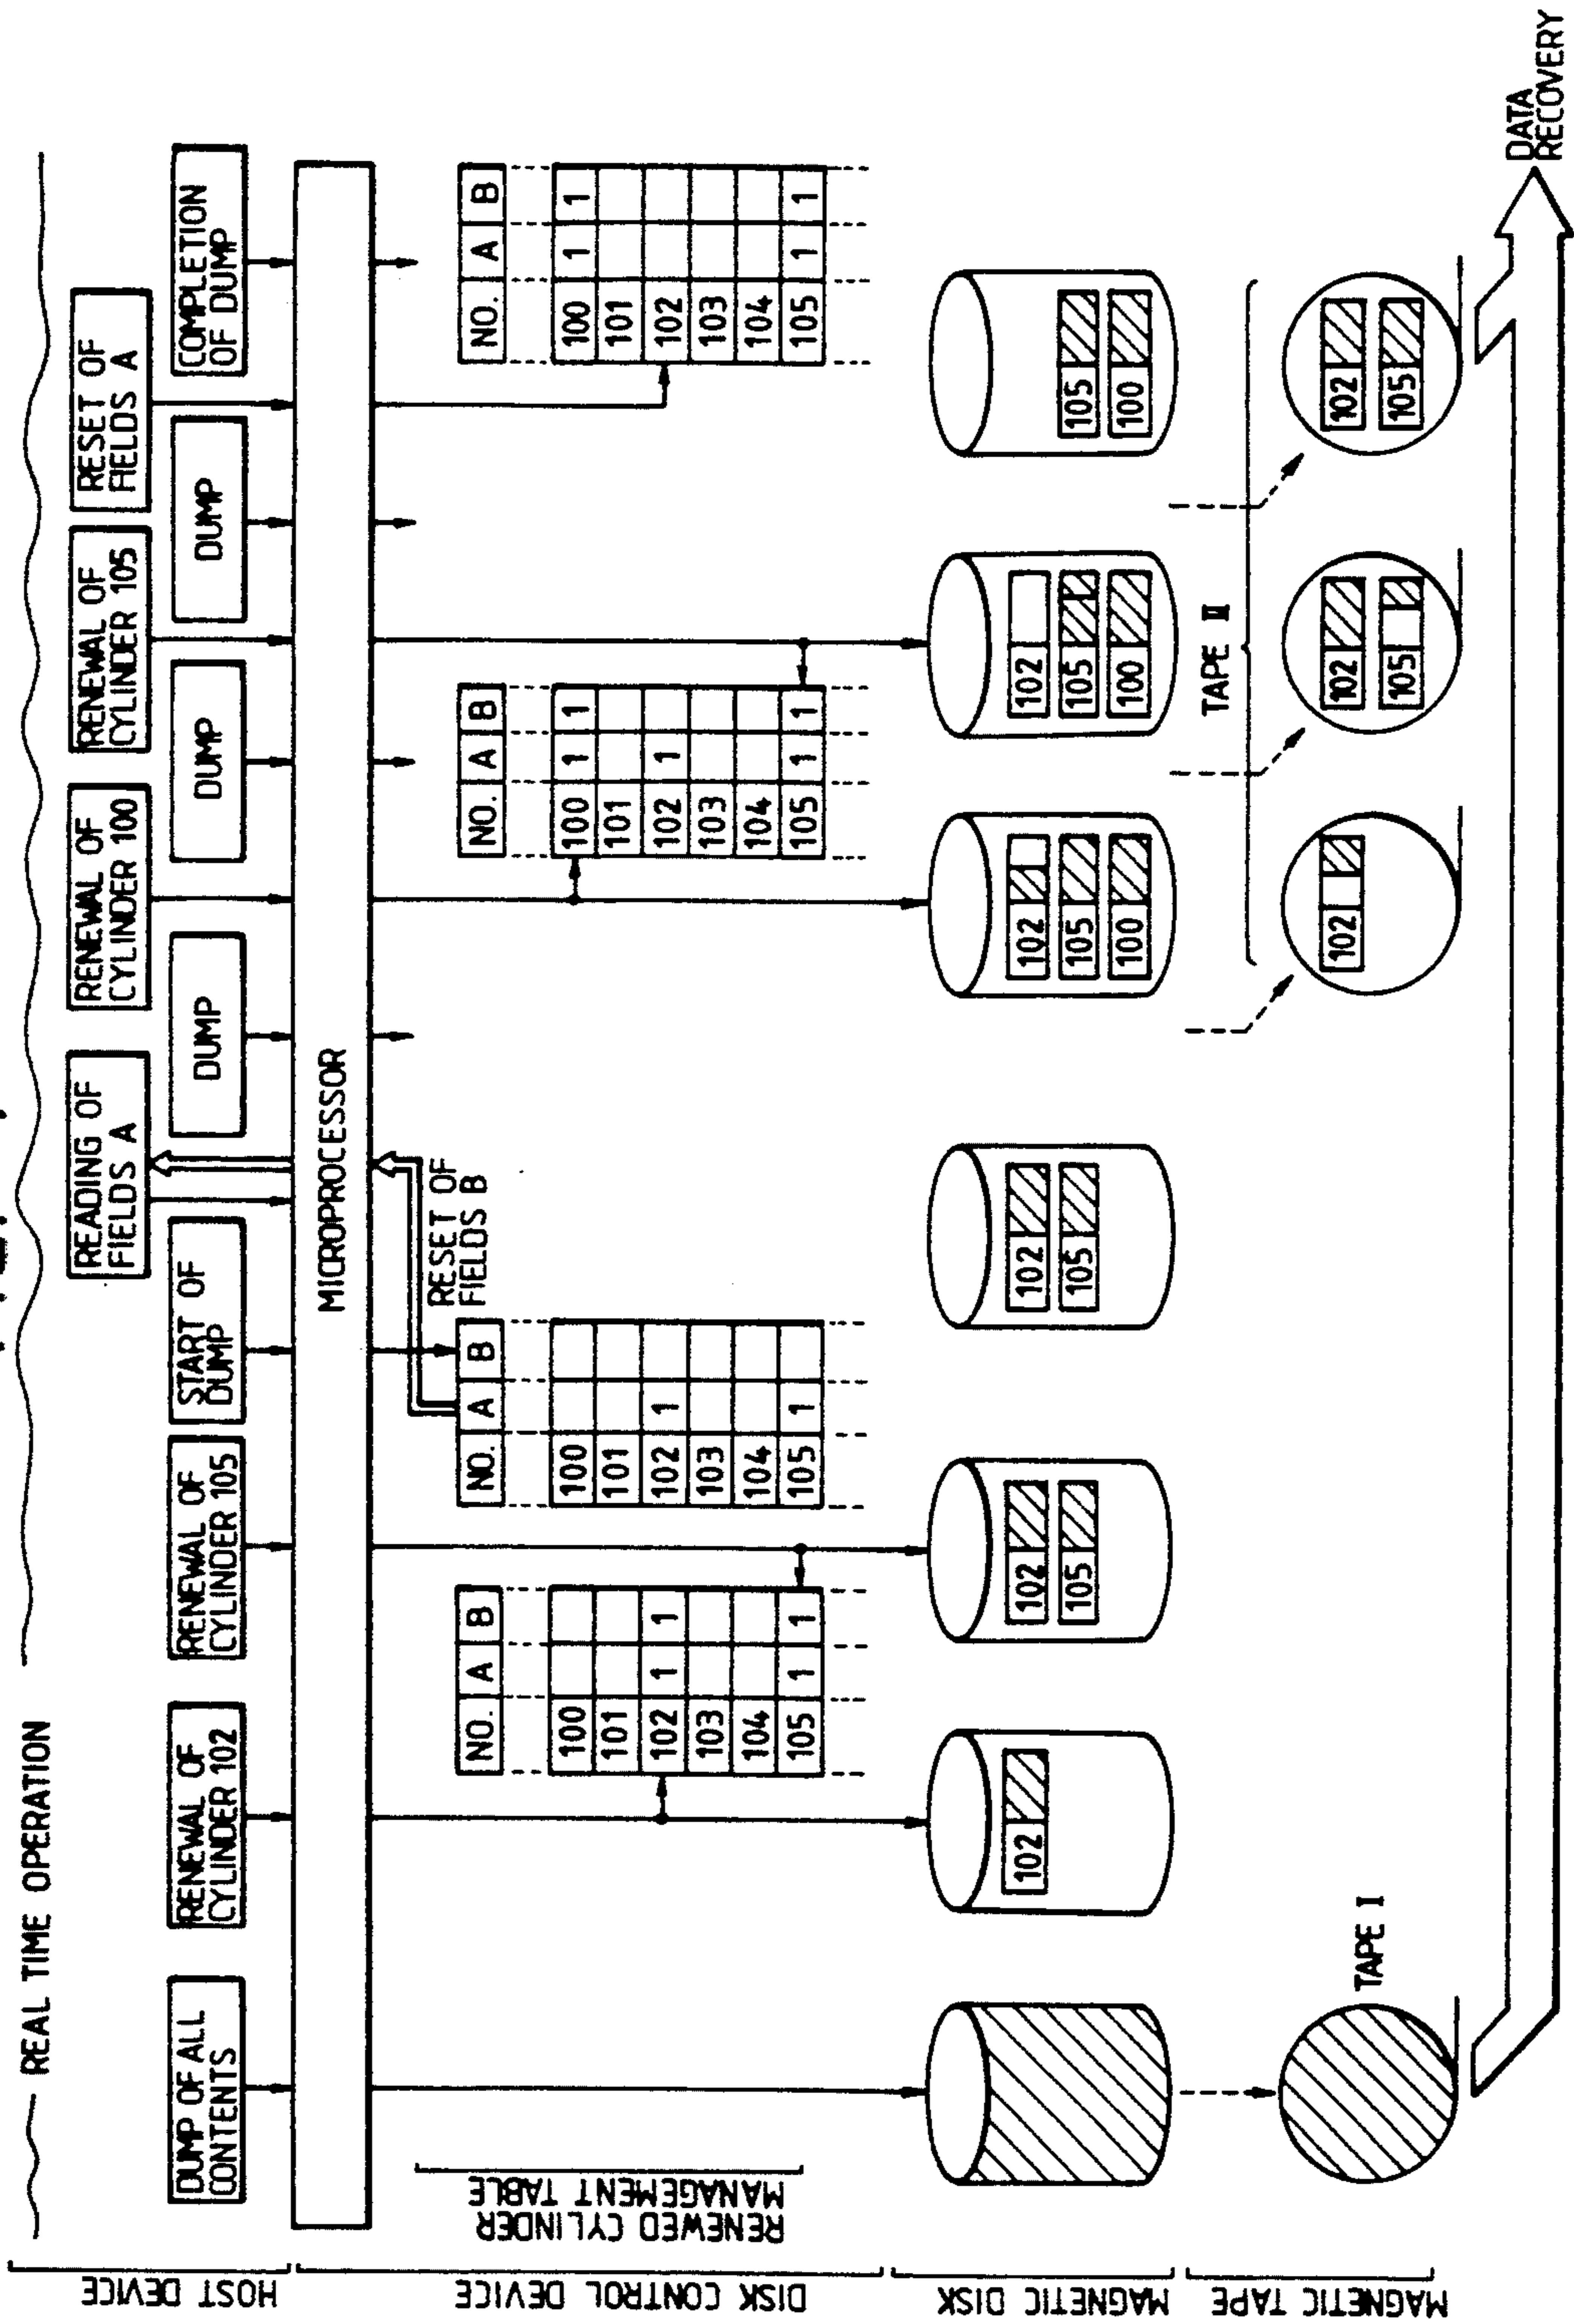 REAL TIME OPERATION
HOST DEVICE
DUMP OF ALL
CONTENTS
RENEWAL OF
CYLINDER 102
RENEWAL OF
CYLINDER 105
START OF
DUMP
READING OF
FIELDS A
DUMP
RENEWAL OF
CYLINDER 100
DUMP
RENEWAL OF
CYLINDER 105
DUMP
RESET OF
FIELDS A
COMPLETION
OF DUMP
MICROPROCESSOR
DISK CONTROL DEVICE
RENEWED CYLINDER
MANAGEMENT TABLE
NO. A B
100
101
102 1 1
103
104
105 1 1
NO. A B
100
101
102 1
103
104
105 1
RESET OF
FIELDS B
NO. A B
100 1 1
101
102 1
103
104
105 1 1
NO. A B
100 1 1
101
102
103
104
105 1 1
MAGNETIC DISK
102
102
105
102
105
102
105
100
102
105
100
105
100
MAGNETIC TAPE
TAPE I
TAPE II
102
102
105
102
105
DATA
RECOVERY